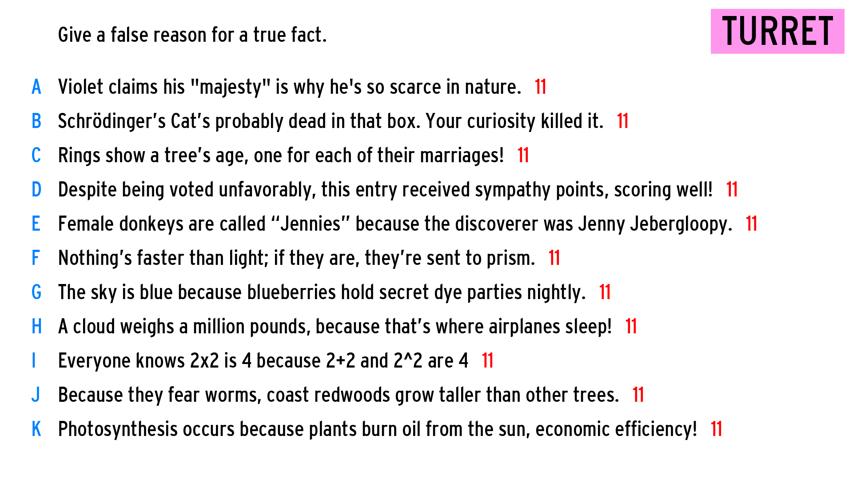 Give a false reason for a true fact.
TURRET
A Violet claims his "majesty" is why he's so scarce in nature. 11
B Schrödinger’s Cat’s probably dead in that box. Your curiosity killed it. 11
C Rings show a tree’s age, one for each of their marriages! 11
D Despite being voted unfavorably, this entry received sympathy points, scoring well! 11
E Female donkeys are called “Jennies” because the discoverer was Jenny Jebergloopy. 11
F Nothing’s faster than light; if they are, they’re sent to prism. 11
G The sky is blue because blueberries hold secret dye parties nightly. 11
H A cloud weighs a million pounds, because that’s where airplanes sleep! 11
I Everyone knows 2x2 is 4 because 2+2 and 2^2 are 4 11
J Because they fear worms, coast redwoods grow taller than other trees. 11
K Photosynthesis occurs because plants burn oil from the sun, economic efficiency! 11